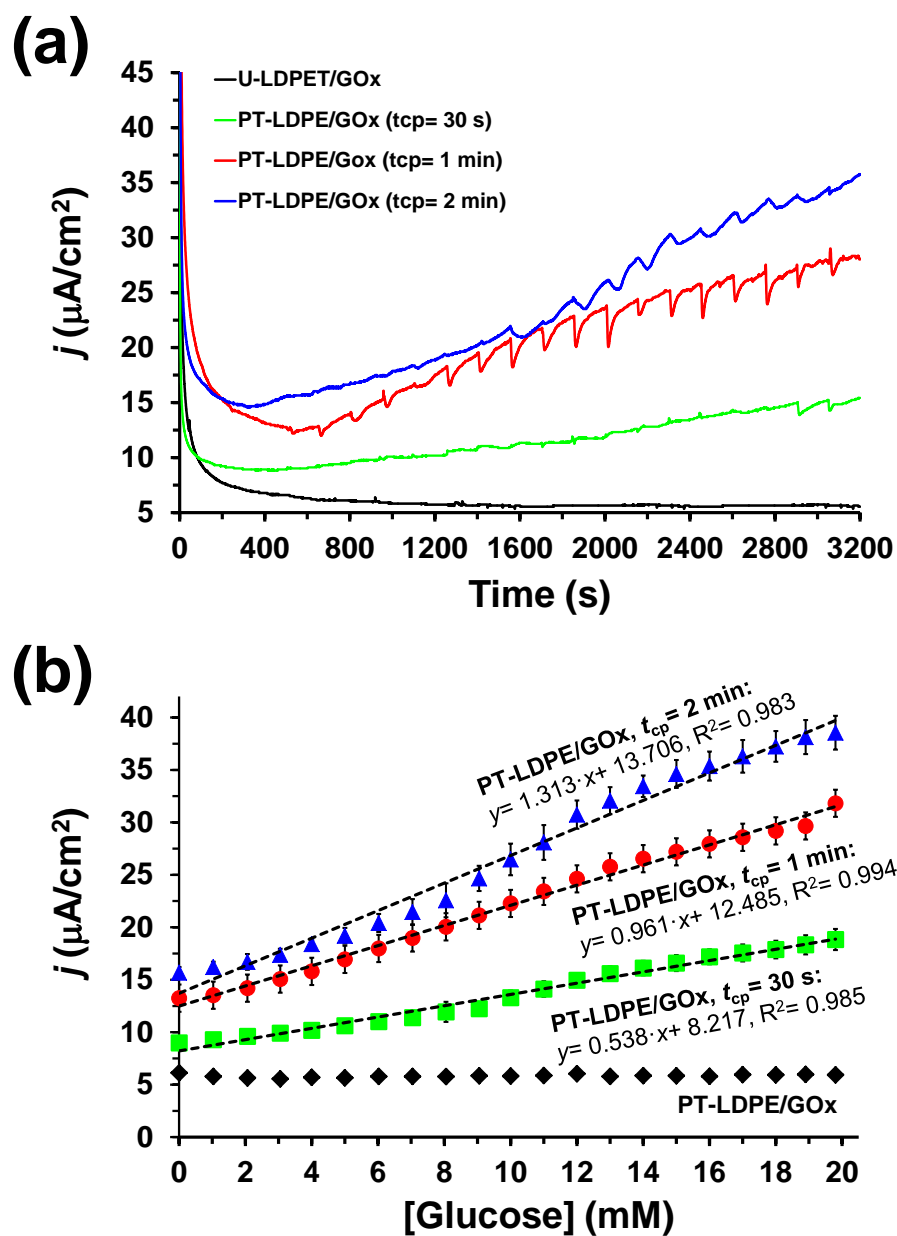 (a)
45
40
35
30
25
20
15
10
5
j (μA/cm²)
U-LDPET/GOx
PT-LDPE/GOx (tcp= 30 s)
PT-LDPE/Gox (tcp= 1 min)
PT-LDPE/GOx (tcp= 2 min)
0 400 800 1200 1600 2000 2400 2800 3200
Time (s)
(b)
40
35
30
25
20
15
10
5
0
j (μA/cm²)
PT-LDPE/GOx, tcp= 2 min:
y= 1.313·x+ 13.706, R²= 0.983
PT-LDPE/GOx, tcp= 1 min:
y= 0.961·x+ 12.485, R²= 0.994
PT-LDPE/GOx, tcp= 30 s:
y= 0.538·x+ 8.217, R²= 0.985
PT-LDPE/GOx
0 2 4 6 8 10 12 14 16 18 20
[Glucose] (mM)